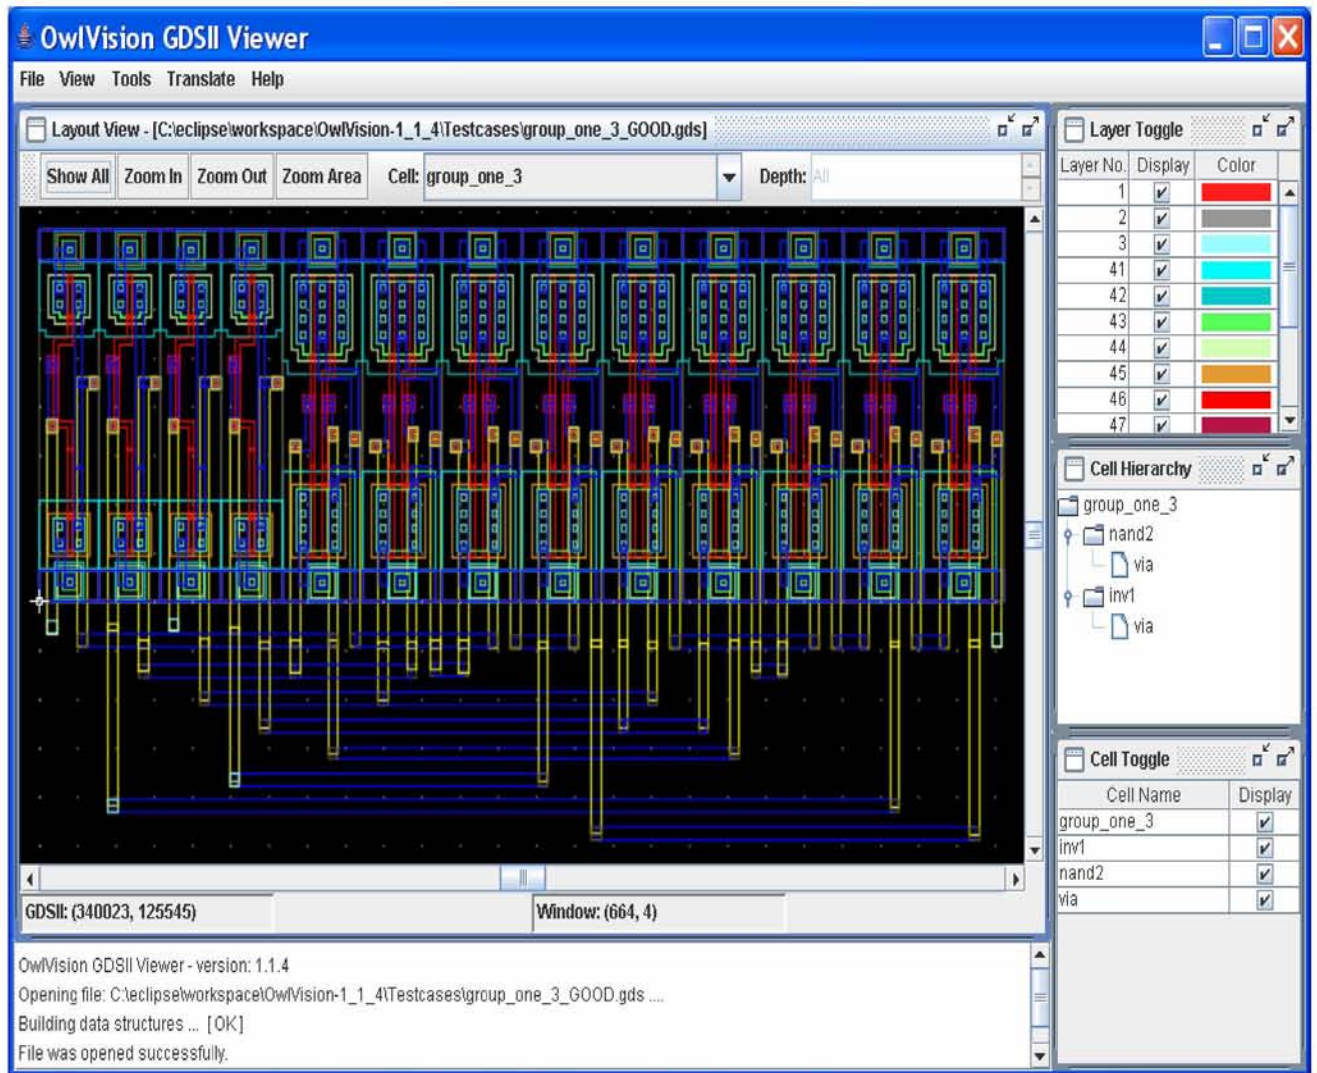 OwlVision GDSII Viewer
File View Tools Translate Help
Layout View - [C:\eclipse\workspace\OwlVision-1_1_4\Testcases\group_one_3_GOOD.gds]
Show All Zoom In Zoom Out Zoom Area Cell: group_one_3 Depth: All
GDSII: (340023, 125545) Window: (664, 4)
OwlVision GDSII Viewer - version: 1.1.4
Opening file: C:\eclipse\workspace\OwlVision-1_1_4\Testcases\group_one_3_GOOD.gds ....
Building data structures ... [OK]
File was opened successfully.
Layer Toggle
Layer No. Display Color
1
2
3
41
42
43
44
45
46
47
Cell Hierarchy
group_one_3
nand2
via
inv1
via
Cell Toggle
Cell Name Display
group_one_3
inv1
nand2
via